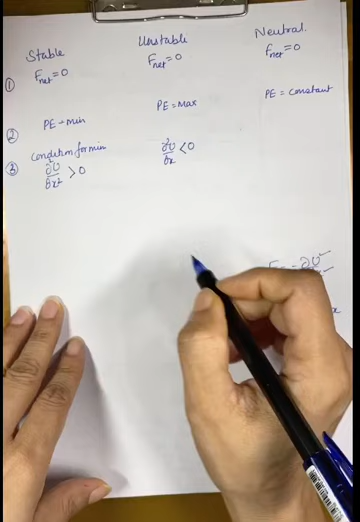 Stable Unstable Neutral.
① Fnet = 0 Fnet = 0 Fnet = 0
② PE → min PE = Max PE = Constant
③ Condition for min
∂²U/∂x² > 0 ∂²U/∂x < 0